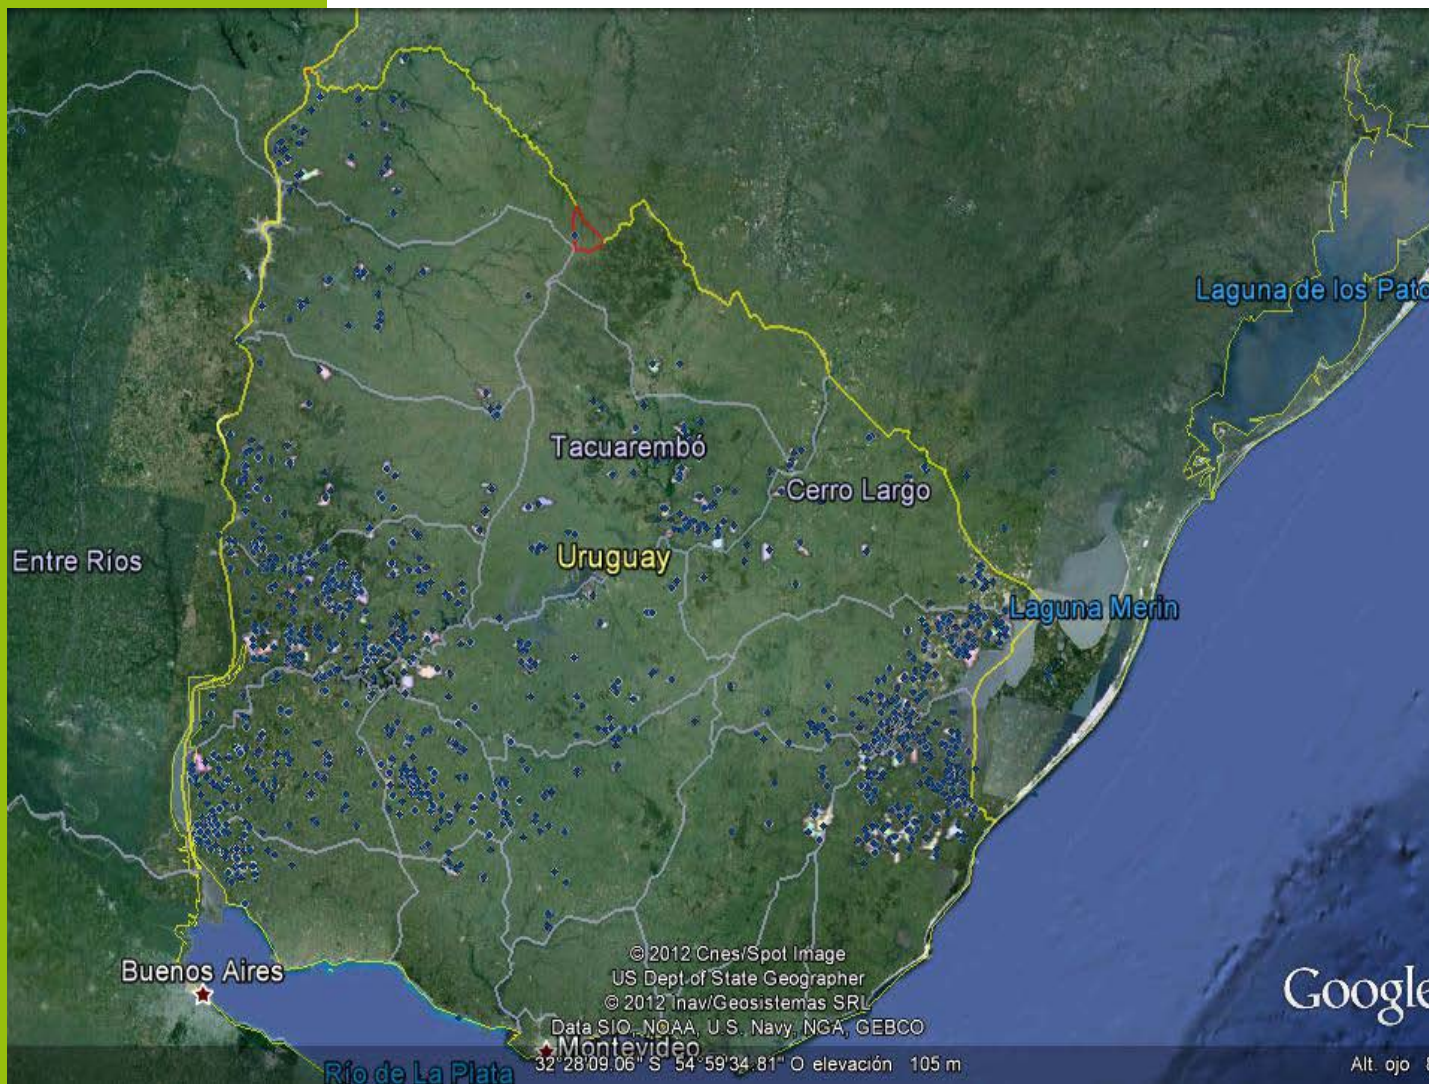 Laguna de los Pato
Tacuarembó
Cerro Largo
Entre Ríos
Uruguay
Laguna Merin
© 2012 Cnes/Spot Image
Buenos Aires
US Dept of State Geographer
© 2012 Inav/Geosistemas SRL
Google
Data SIO, NOAA, U.S. Navy, NGA, GEBCO
Montevideo
32°28'09.06" S 54°59'34.81" O elevación 105 m
Alt. ojo
Río de La Plata